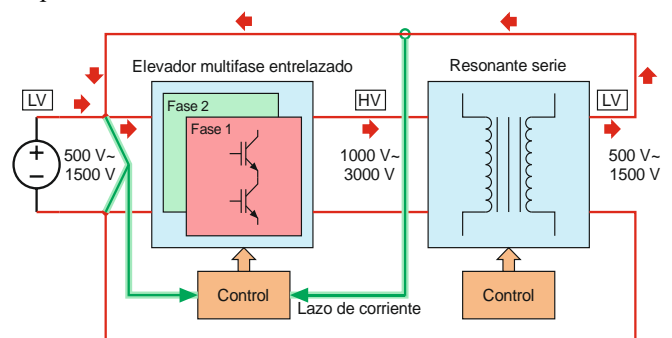 Elevador multifase entrelazado
Resonante serie
LV
HV
LV
Fase 2
Fase 1
500 V~
1500 V
1000 V~
3000 V
500 V~
1500 V
Control
Lazo de corriente
Control